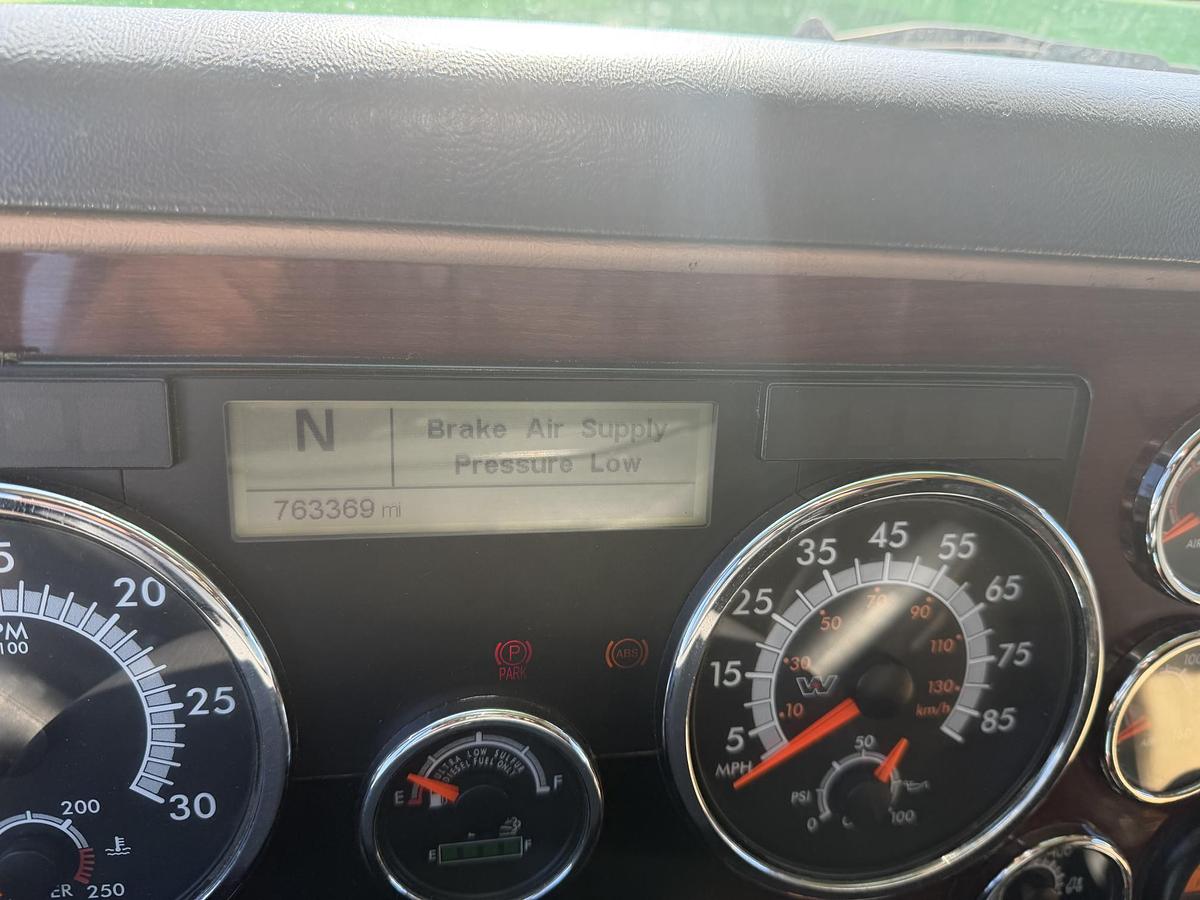 N
Brake Air Supply
Pressure Low
763369 mi
20
25
30
200
250
P
PARK
ABS
ULTRA LOW SULFUR
DIESEL FUEL ONLY
E
F
E
F
5
15
25
35
45
55
65
75
85
MPH
10
30
50
70
90
110
130
km/h
W
PSI
0
50
100